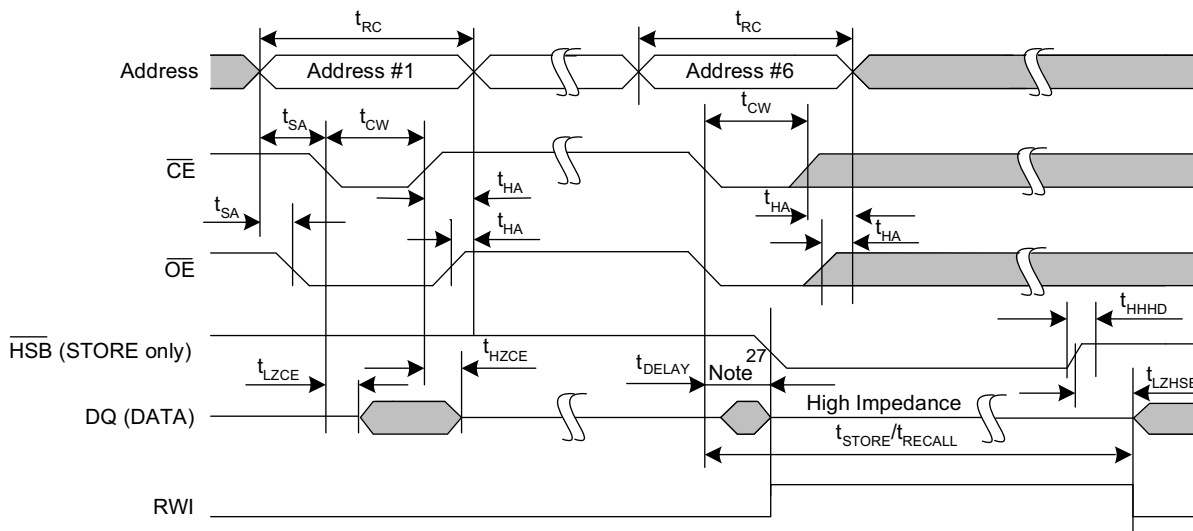 tRC tRC
Address Address #1 Address #6
tCW
tSA tCW
CE
tHA
tSA tHA
tHA tHA
OE
tHHHD
HSB (STORE only)
tHZCE 27
tLZCE tDELAY Note tLZHSB
High Impedance
DQ (DATA)
tSTORE/tRECALL
RWI